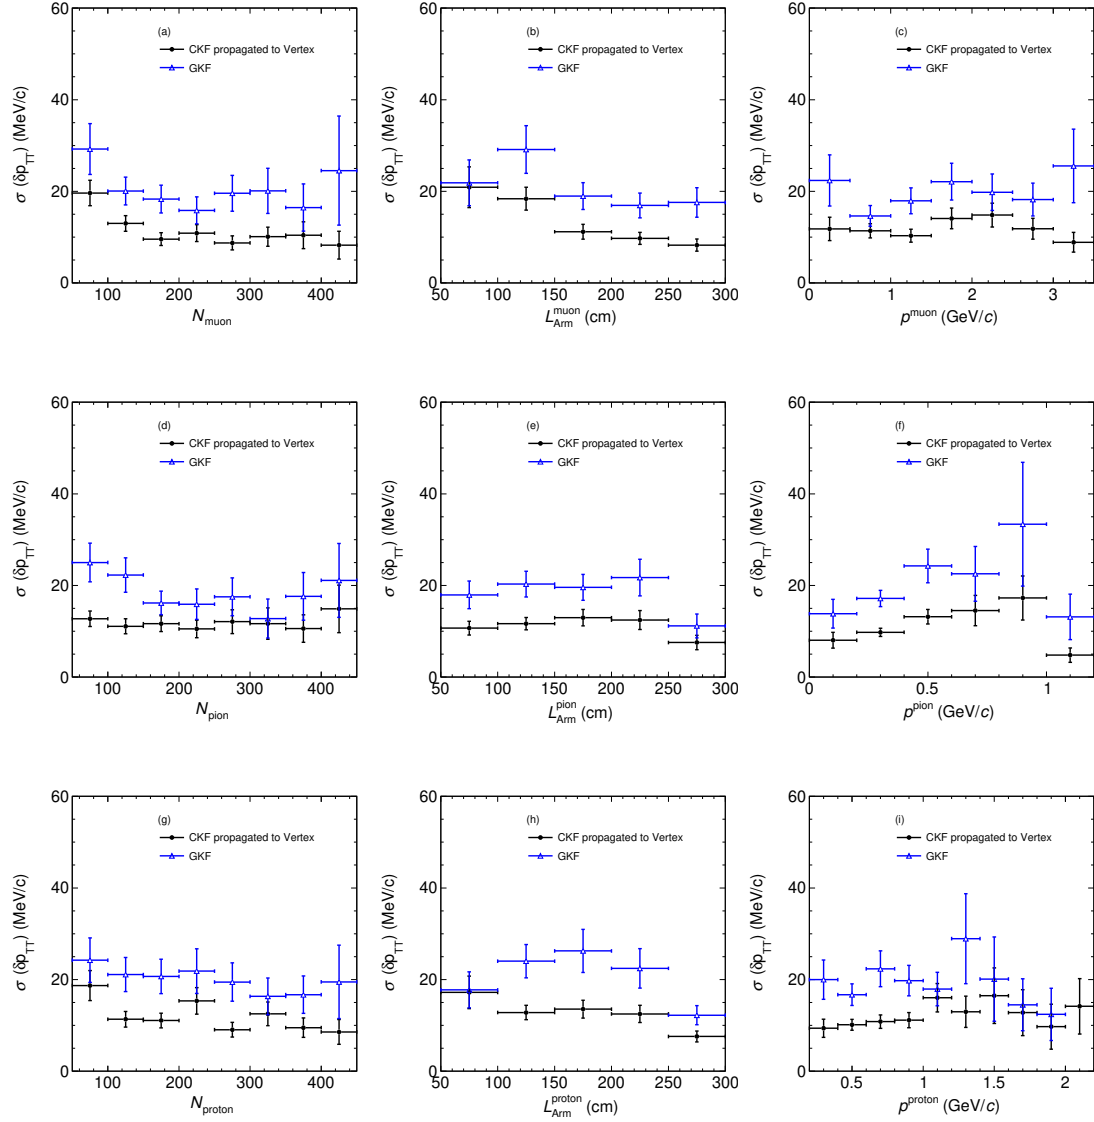 (a) (b) (c)
CKF propagated to Vertex CKF propagated to Vertex CKF propagated to Vertex
GKF GKF GKF
σ (δp_TT) (MeV/c) σ (δp_TT) (MeV/c) σ (δp_TT) (MeV/c)
60 60 60
40 40 40
20 20 20
0 0 0
100 200 300 400 50 100 150 200 250 300 0 1 2 3
N_muon L_Arm^muon (cm) p^muon (GeV/c)
(d) (e) (f)
CKF propagated to Vertex CKF propagated to Vertex CKF propagated to Vertex
GKF GKF GKF
σ (δp_TT) (MeV/c) σ (δp_TT) (MeV/c) σ (δp_TT) (MeV/c)
60 60 60
40 40 40
20 20 20
0 0 0
100 200 300 400 50 100 150 200 250 300 0 0.5 1
N_pion L_Arm^pion (cm) p^pion (GeV/c)
(g) (h) (i)
CKF propagated to Vertex CKF propagated to Vertex CKF propagated to Vertex
GKF GKF GKF
σ (δp_TT) (MeV/c) σ (δp_TT) (MeV/c) σ (δp_TT) (MeV/c)
60 60 60
40 40 40
20 20 20
0 0 0
100 200 300 400 50 100 150 200 250 300 0.5 1 1.5 2
N_proton L_Arm^proton (cm) p^proton (GeV/c)